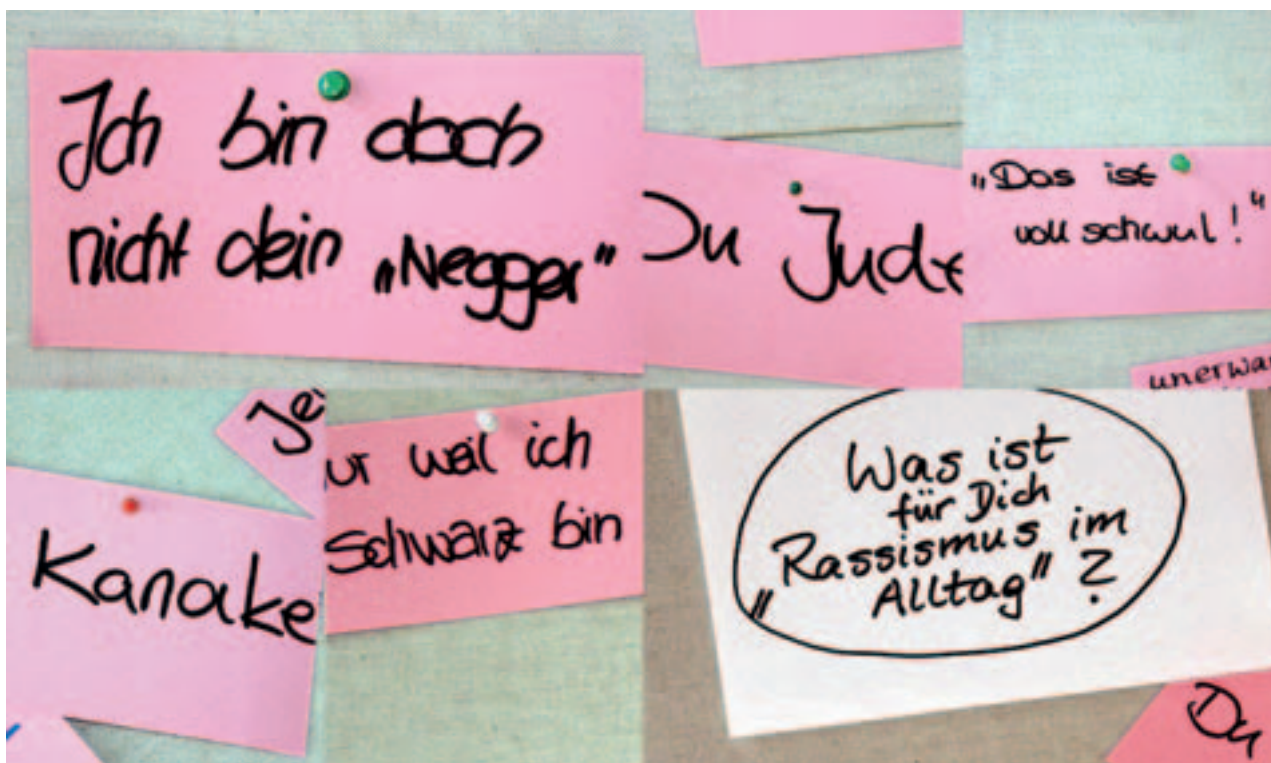 Ich bin doch
nicht dein „Negger"
Du Jude
„Das ist
voll schwul!"
unerwa
Je
Kanake
ur weil ich
Schwarz bin
Was ist
für Dich
„Rassismus im
Alltag" ?
Du